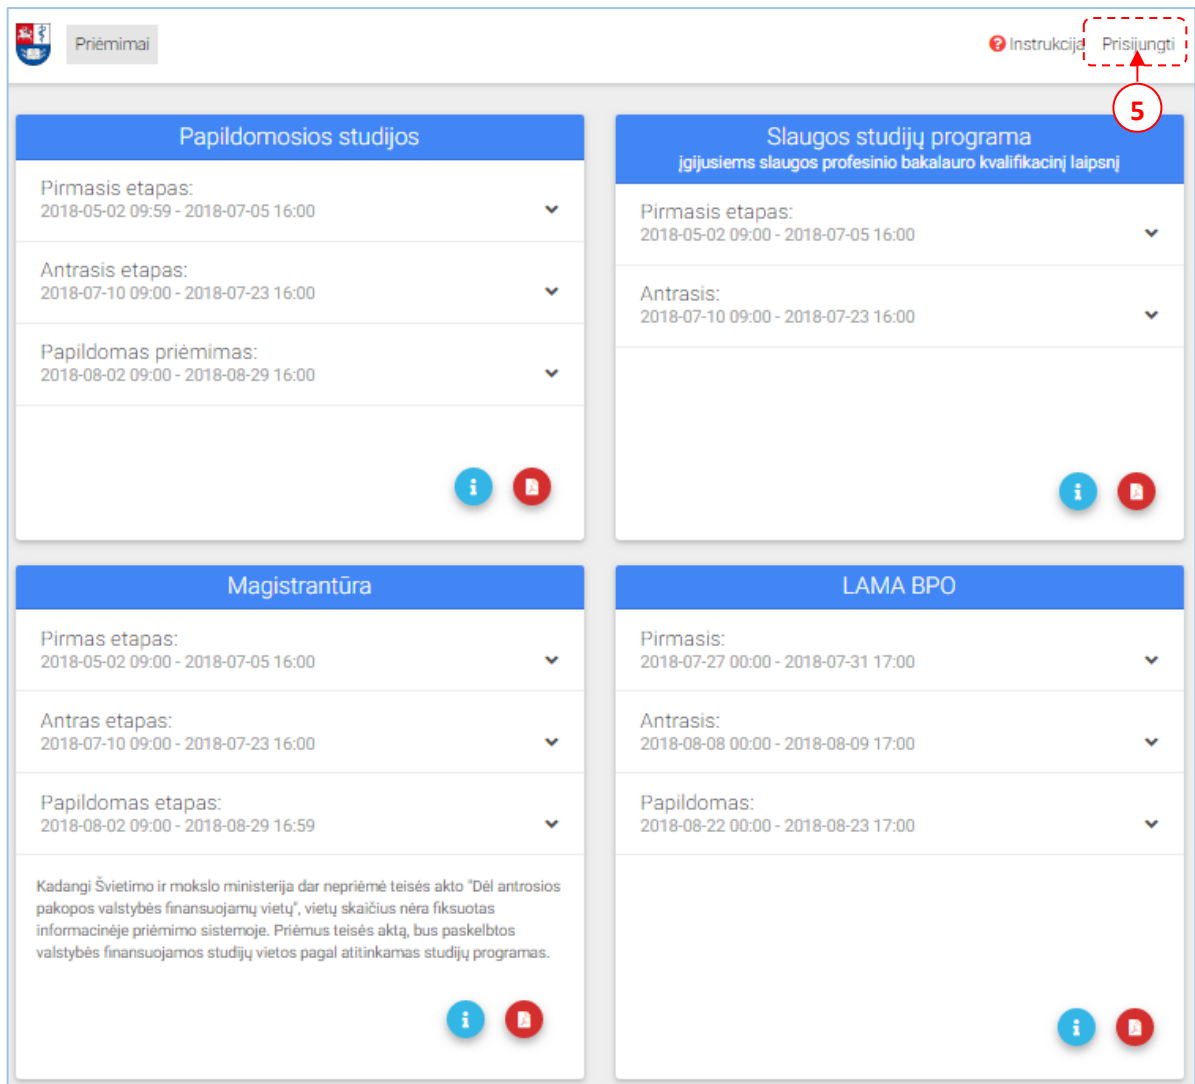 Priėmimai
Instrukcija Prisijungti
5
Papildomosios studijos
Pirmasis etapas:
2018-05-02 09:59 - 2018-07-05 16:00
Antrasis etapas:
2018-07-10 09:00 - 2018-07-23 16:00
Papildomas priėmimas:
2018-08-02 09:00 - 2018-08-29 16:00
Slaugos studijų programa
įgijusiems slaugos profesinio bakalauro kvalifikacinį laipsnį
Pirmasis etapas:
2018-05-02 09:00 - 2018-07-05 16:00
Antrasis:
2018-07-10 09:00 - 2018-07-23 16:00
Magistrantūra
Pirmas etapas:
2018-05-02 09:00 - 2018-07-05 16:00
Antras etapas:
2018-07-10 09:00 - 2018-07-23 16:00
Papildomas etapas:
2018-08-02 09:00 - 2018-08-29 16:59
Kadangi Švietimo ir mokslo ministerija dar nepriėmė teisės akto "Dėl antrosios
pakopos valstybės finansuojamų vietų", vietų skaičius nėra fiksuotas
informacinėje priėmimo sistemoje. Priėmus teisės aktą, bus paskelbtos
valstybės finansuojamos studijų vietos pagal atitinkamas studijų programas.
LAMA BPO
Pirmasis:
2018-07-27 00:00 - 2018-07-31 17:00
Antrasis:
2018-08-08 00:00 - 2018-08-09 17:00
Papildomas:
2018-08-22 00:00 - 2018-08-23 17:00